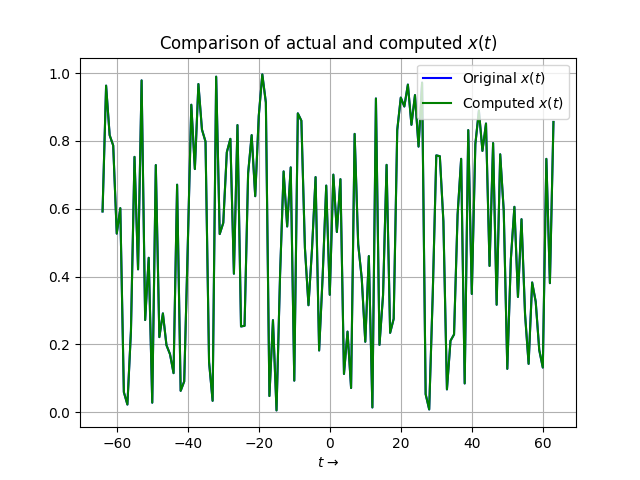 Comparison of actual and computed x(t)
Original x(t)
Computed x(t)
1.0
0.8
0.6
0.4
0.2
0.0
−60 −40 −20 0 20 40 60
t →